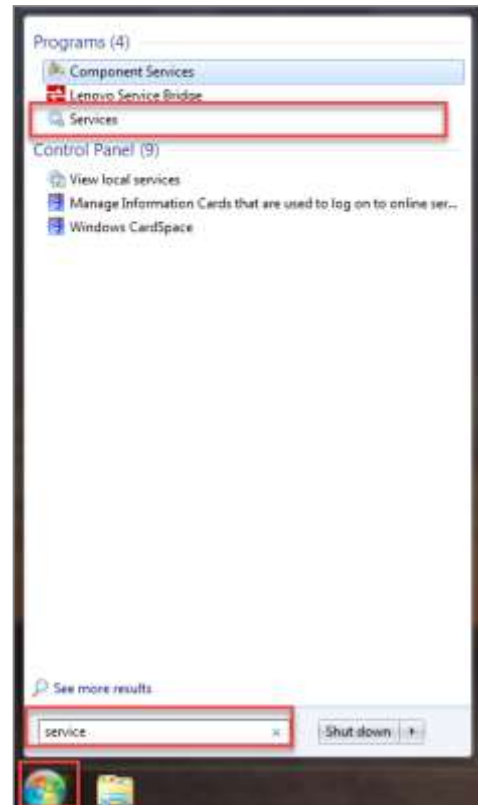 Programs (4)
Component Services
Lenovo Service Bridge
Services
Control Panel (9)
View local services
Manage Information Cards that are used to log on to online ser...
Windows CardSpace
See more results
service
Shut down